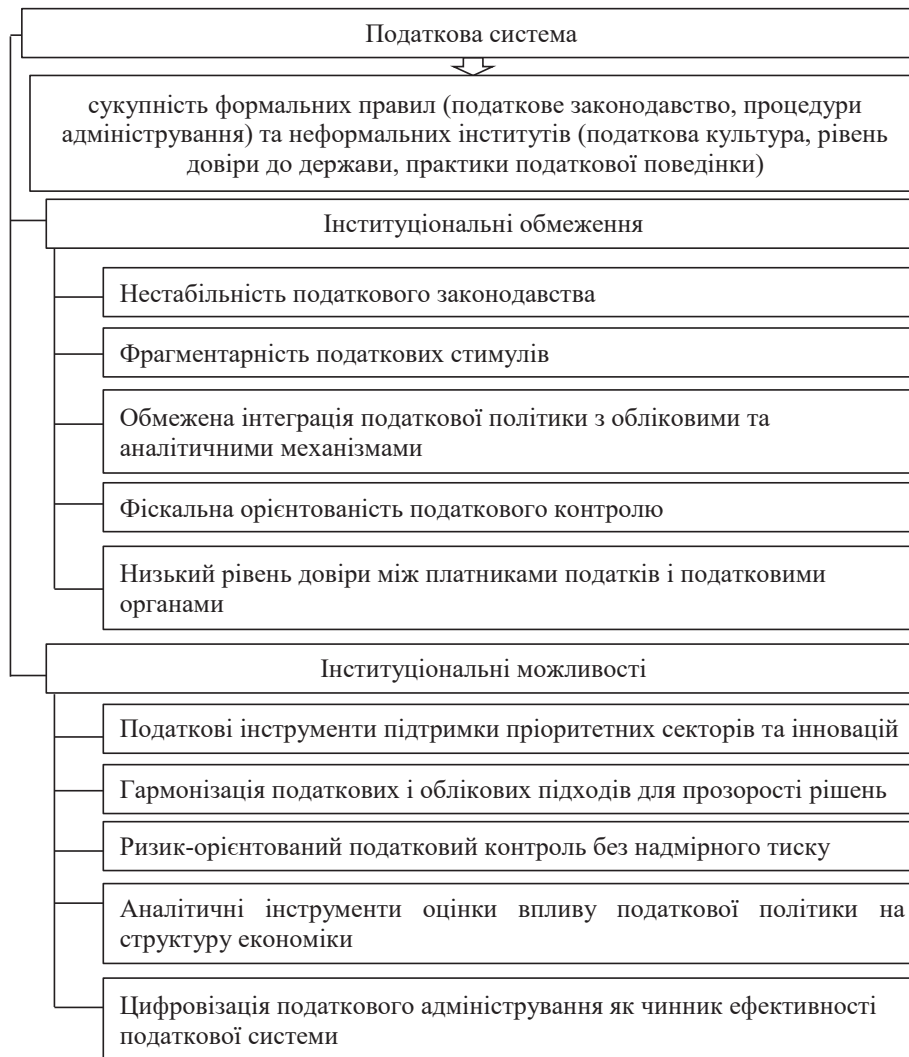 Податкова система
сукупність формальних правил (податкове законодавство, процедури
адміністрування) та неформальних інститутів (податкова культура, рівень
довіри до держави, практики податкової поведінки)
Інституціональні обмеження
Нестабільність податкового законодавства
Фрагментарність податкових стимулів
Обмежена інтеграція податкової політики з обліковими та
аналітичними механізмами
Фіскальна орієнтованість податкового контролю
Низький рівень довіри між платниками податків і податковими
органами
Інституціональні можливості
Податкові інструменти підтримки пріоритетних секторів та інновацій
Гармонізація податкових і облікових підходів для прозорості рішень
Ризик-орієнтований податковий контроль без надмірного тиску
Аналітичні інструменти оцінки впливу податкової політики на
структуру економіки
Цифровізація податкового адміністрування як чинник ефективності
податкової системи